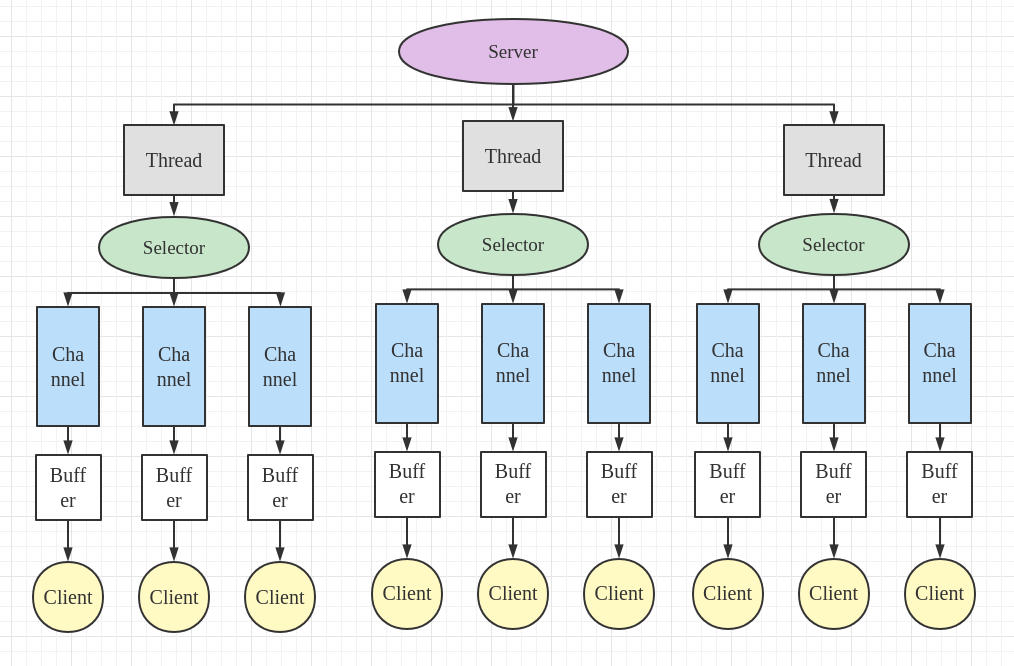 Server
Thread
Thread
Thread
Selector
Selector
Selector
Cha
nnel
Cha
nnel
Cha
nnel
Cha
nnel
Cha
nnel
Cha
nnel
Cha
nnel
Cha
nnel
Cha
nnel
Buff
er
Buff
er
Buff
er
Buff
er
Buff
er
Buff
er
Buff
er
Buff
er
Buff
er
Client
Client
Client
Client
Client
Client
Client
Client
Client